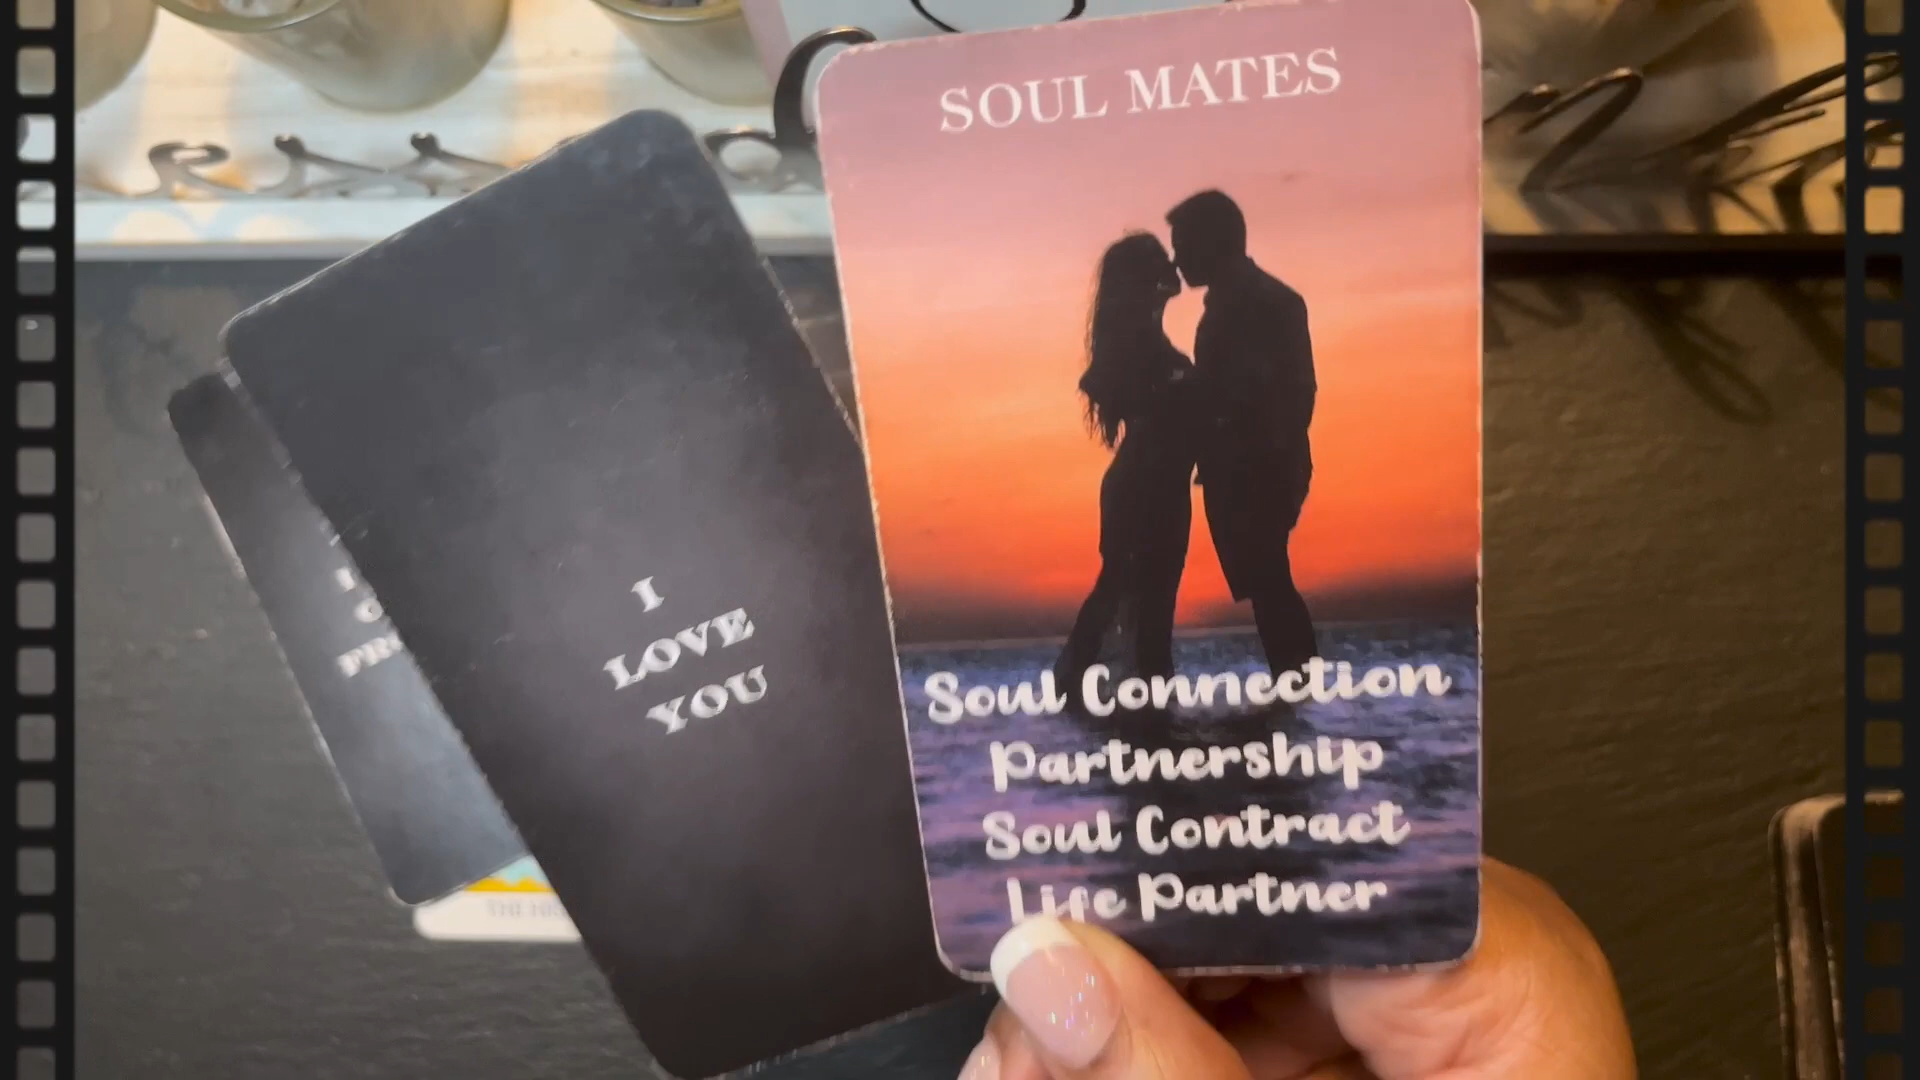 SOUL MATES
Soul Connection
Partnership
Soul Contract
Life Partner
I
LOVE
YOU